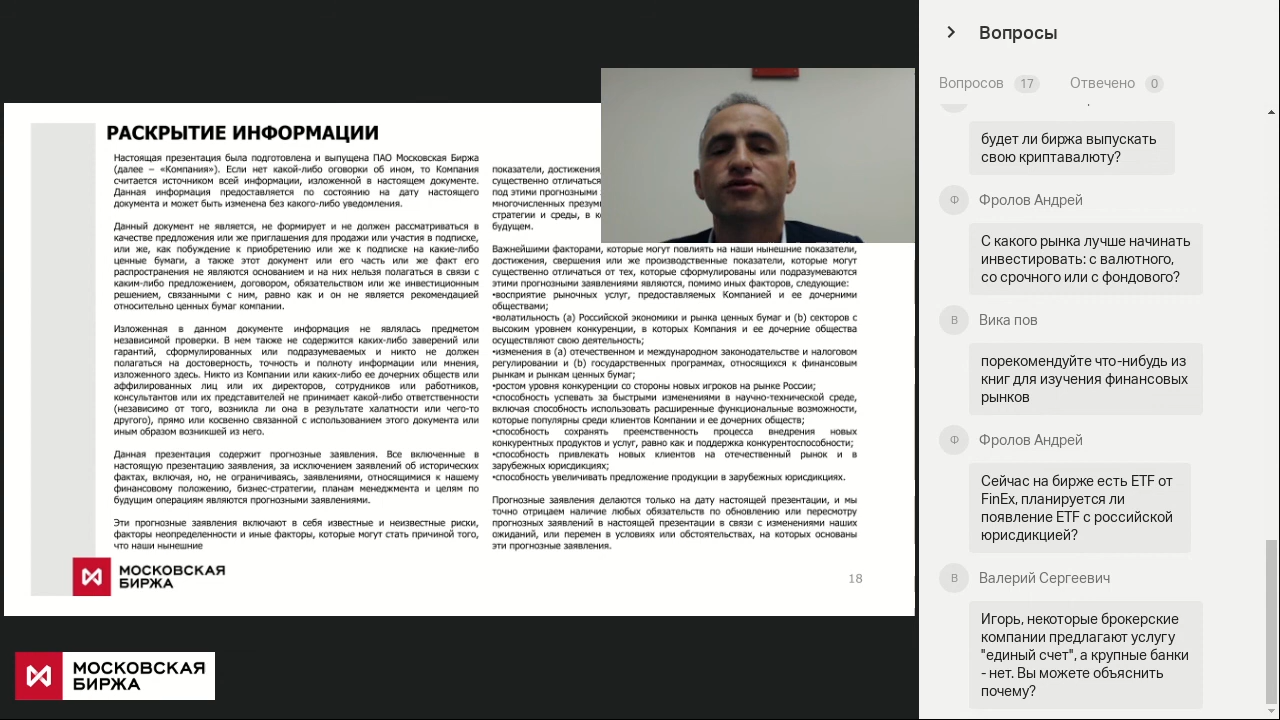 РАСКРЫТИЕ ИНФОРМАЦИИ
Настоящая презентация была подготовлена и выпущена ПАО Московская Биржа
(далее – «Компания»). Если нет какой-либо оговорки об ином, то Компания
считается источником всей информации, изложенной в настоящем документе.
Данная информация предоставляется по состоянию на дату настоящего
документа и может быть изменена без какого-либо уведомления.
Данный документ не является, не формирует и не должен рассматриваться в
качестве предложения или же приглашения для продажи или участия в подписке,
или же, как побуждение к приобретению или же к подписке на какие-либо
ценные бумаги, а также этот документ или его часть или же факт его
распространения не являются основанием и на них нельзя полагаться в связи с
каким-либо предложением, договором, обязательством или же инвестиционным
решением, связанными с ним, равно как и он не является рекомендацией
относительно ценных бумаг компании.
Изложенная в данном документе информация не являлась предметом
независимой проверки. В нем также не содержится каких-либо заверений или
гарантий, сформулированных или подразумеваемых и никто не должен
полагаться на достоверность, точность и полноту информации или мнения,
изложенного здесь. Никто из Компании или каких-либо ее дочерних обществ или
аффилированных лиц или их директоров, сотрудников или работников,
консультантов или их представителей не принимает какой-либо ответственности
(независимо от того, возникла ли она в результате халатности или чего-то
другого), прямо или косвенно связанной с использованием этого документа или
иным образом возникшей из него.
Данная презентация содержит прогнозные заявления. Все включенные в
настоящую презентацию заявления, за исключением заявлений об исторических
фактах, включая, но, не ограничиваясь, заявлениями, относящимися к нашему
финансовому положению, бизнес-стратегии, планам менеджмента и целям по
будущим операциям являются прогнозными заявлениями.
Эти прогнозные заявления включают в себя известные и неизвестные риски,
факторы неопределенности и иные факторы, которые могут стать причиной того,
что наши нынешние
показатели, достижения,
существенно отличаться
под этими прогнозными
многочисленных презум
стратегии и среды, в к
будущем.
Важнейшими факторами, которые могут повлиять на наши нынешние показатели,
достижения, свершения или же производственные показатели, которые могут
существенно отличаться от тех, которые сформулированы или подразумеваются
этими прогнозными заявлениями являются, помимо иных факторов, следующие:
•восприятие рыночных услуг, предоставляемых Компанией и ее дочерними
обществами;
•волатильность (a) Российской экономики и рынка ценных бумаг и (b) секторов с
высоким уровнем конкуренции, в которых Компания и ее дочерние общества
осуществляют свою деятельность;
•изменения в (a) отечественном и международном законодательстве и налоговом
регулировании и (b) государственных программ, относящихся к финансовым
рынкам и рынкам ценных бумаг;
•ростом уровня конкуренции со стороны новых игроков на рынке России;
•способность успевать за быстрыми изменениями в научно-технической среде,
включая способность использовать расширенные функциональные возможности,
которые популярны среди клиентов Компании и ее дочерних обществ;
•способность сохранять преемственность процесса внедрения новых
конкурентных продуктов и услуг, равно как и поддержка конкурентоспособности;
•способность привлекать новых клиентов на отечественный рынок и в
зарубежных юрисдикциях;
•способность увеличивать предложение продукции в зарубежных юрисдикциях.
Прогнозные заявления делаются только на дату настоящей презентации, и мы
точно отрицаем наличие любых обязательств по обновлению или пересмотру
прогнозных заявлений в настоящей презентации в связи с изменениями наших
ожиданий, или перемен в условиях или обстоятельствах, на которых основаны
эти прогнозные заявления.
МОСКОВСКАЯ
БИРЖА
18
МОСКОВСКАЯ
БИРЖА
Вопросы
Вопросов 17 Отвечено 0
будет ли биржа выпускать
свою криптавалюту?
Ф Фролов Андрей
С какого рынка лучше начинать
инвестировать: с валютного,
со срочного или с фондового?
В Вика пов
порекомендуйте что-нибудь из
книг для изучения финансовых
рынков
Ф Фролов Андрей
Сейчас на бирже есть ETF от
FinEx, планируется ли
появление ETF с российской
юрисдикцией?
В Валерий Сергеевич
Игорь, некоторые брокерские
компании предлагают услугу
"единый счет", а крупные банки
- нет. Вы можете объяснить
почему?